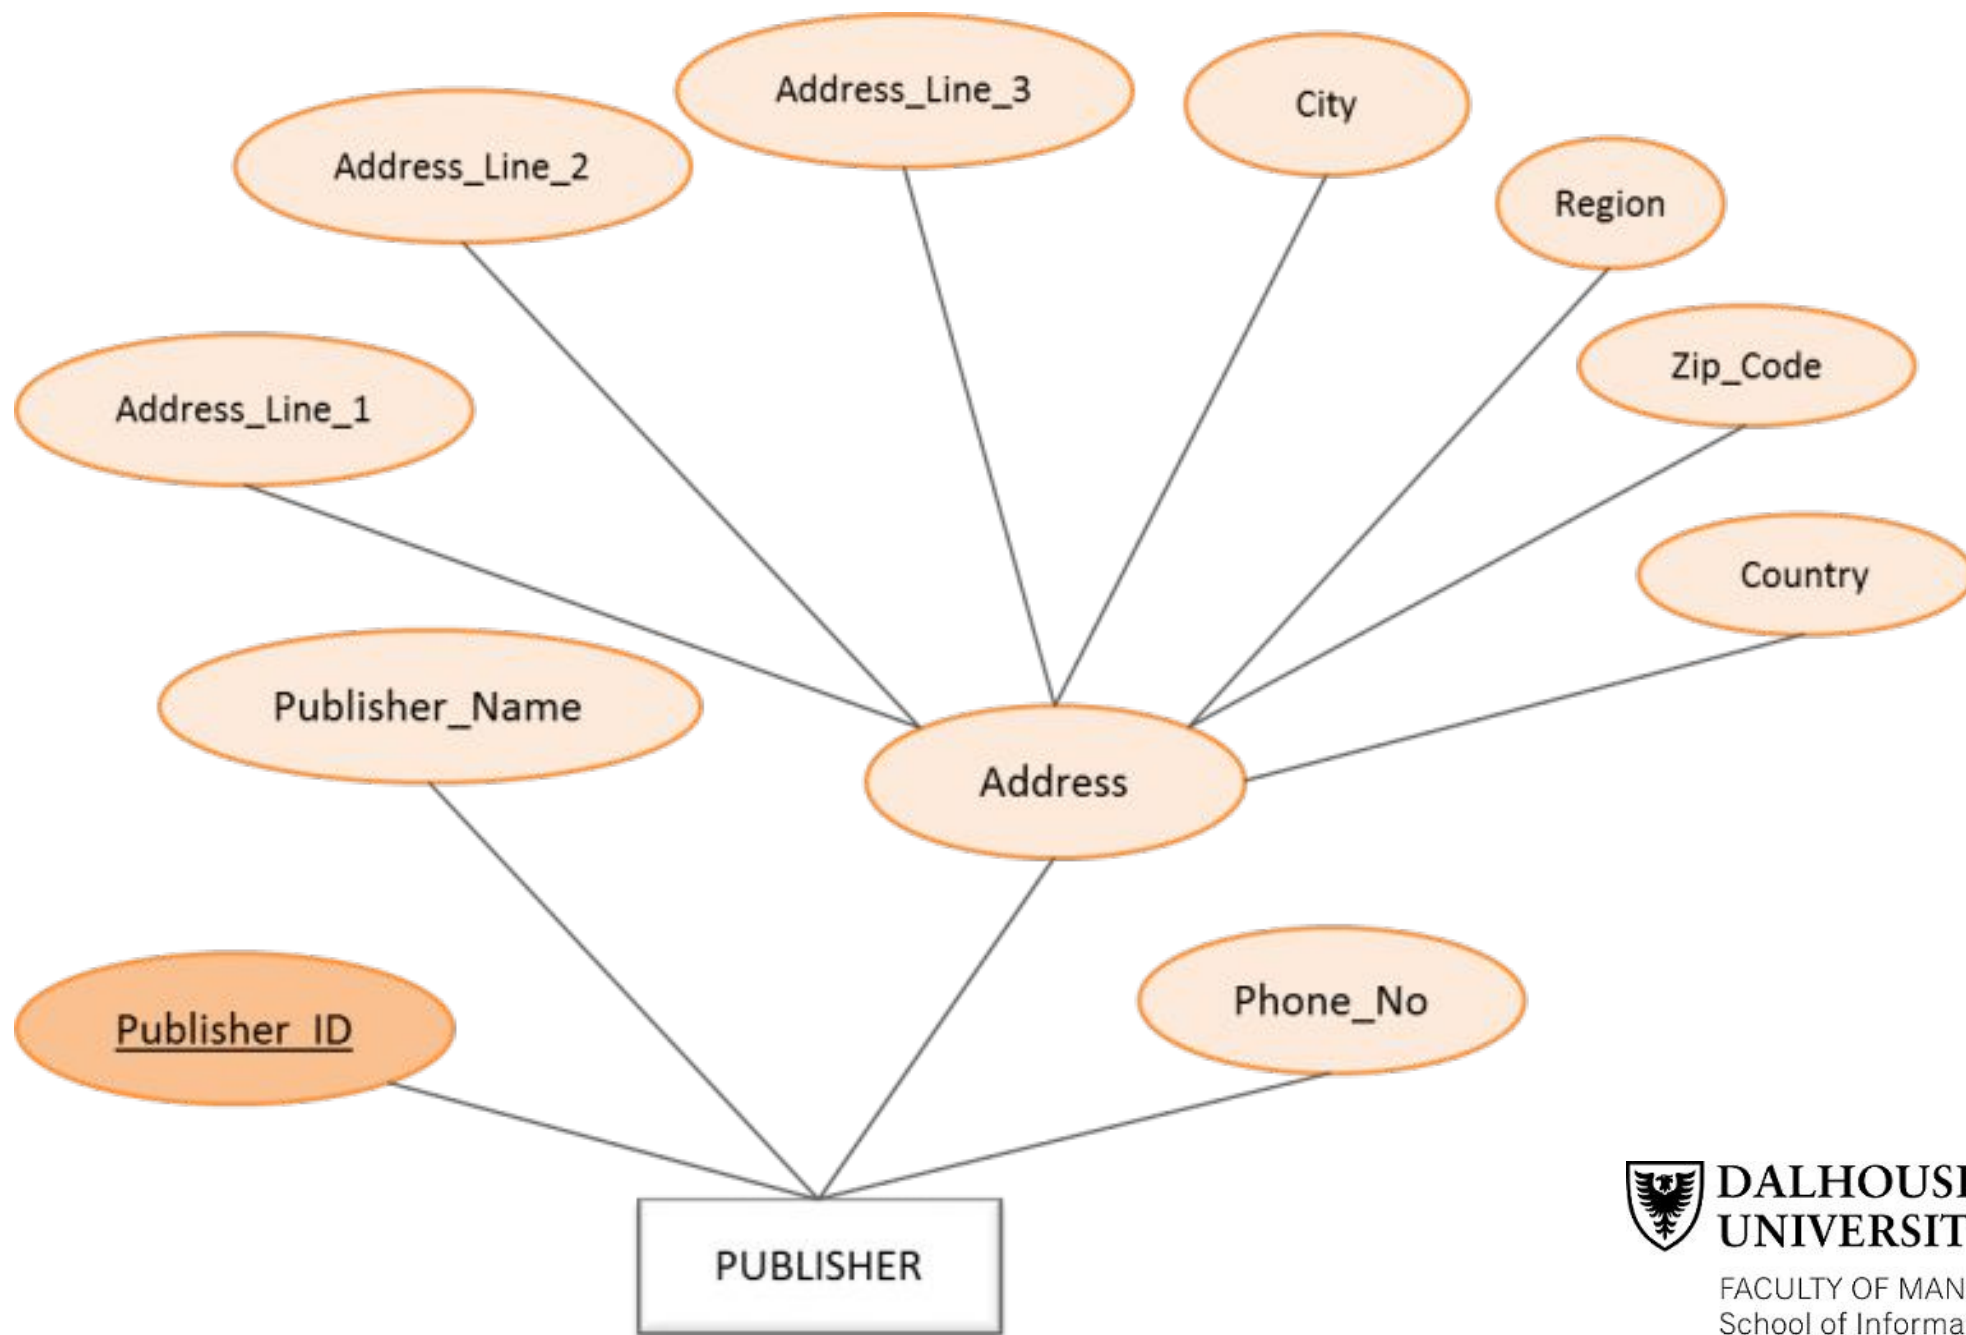 Address_Line_3
City
Address_Line_2
Region
Zip_Code
Address_Line_1
Country
Publisher_Name
Address
Phone_No
Publisher_ID
PUBLISHER
DALHOUSI
UNIVERSIT
FACULTY OF MAN
School of Informa